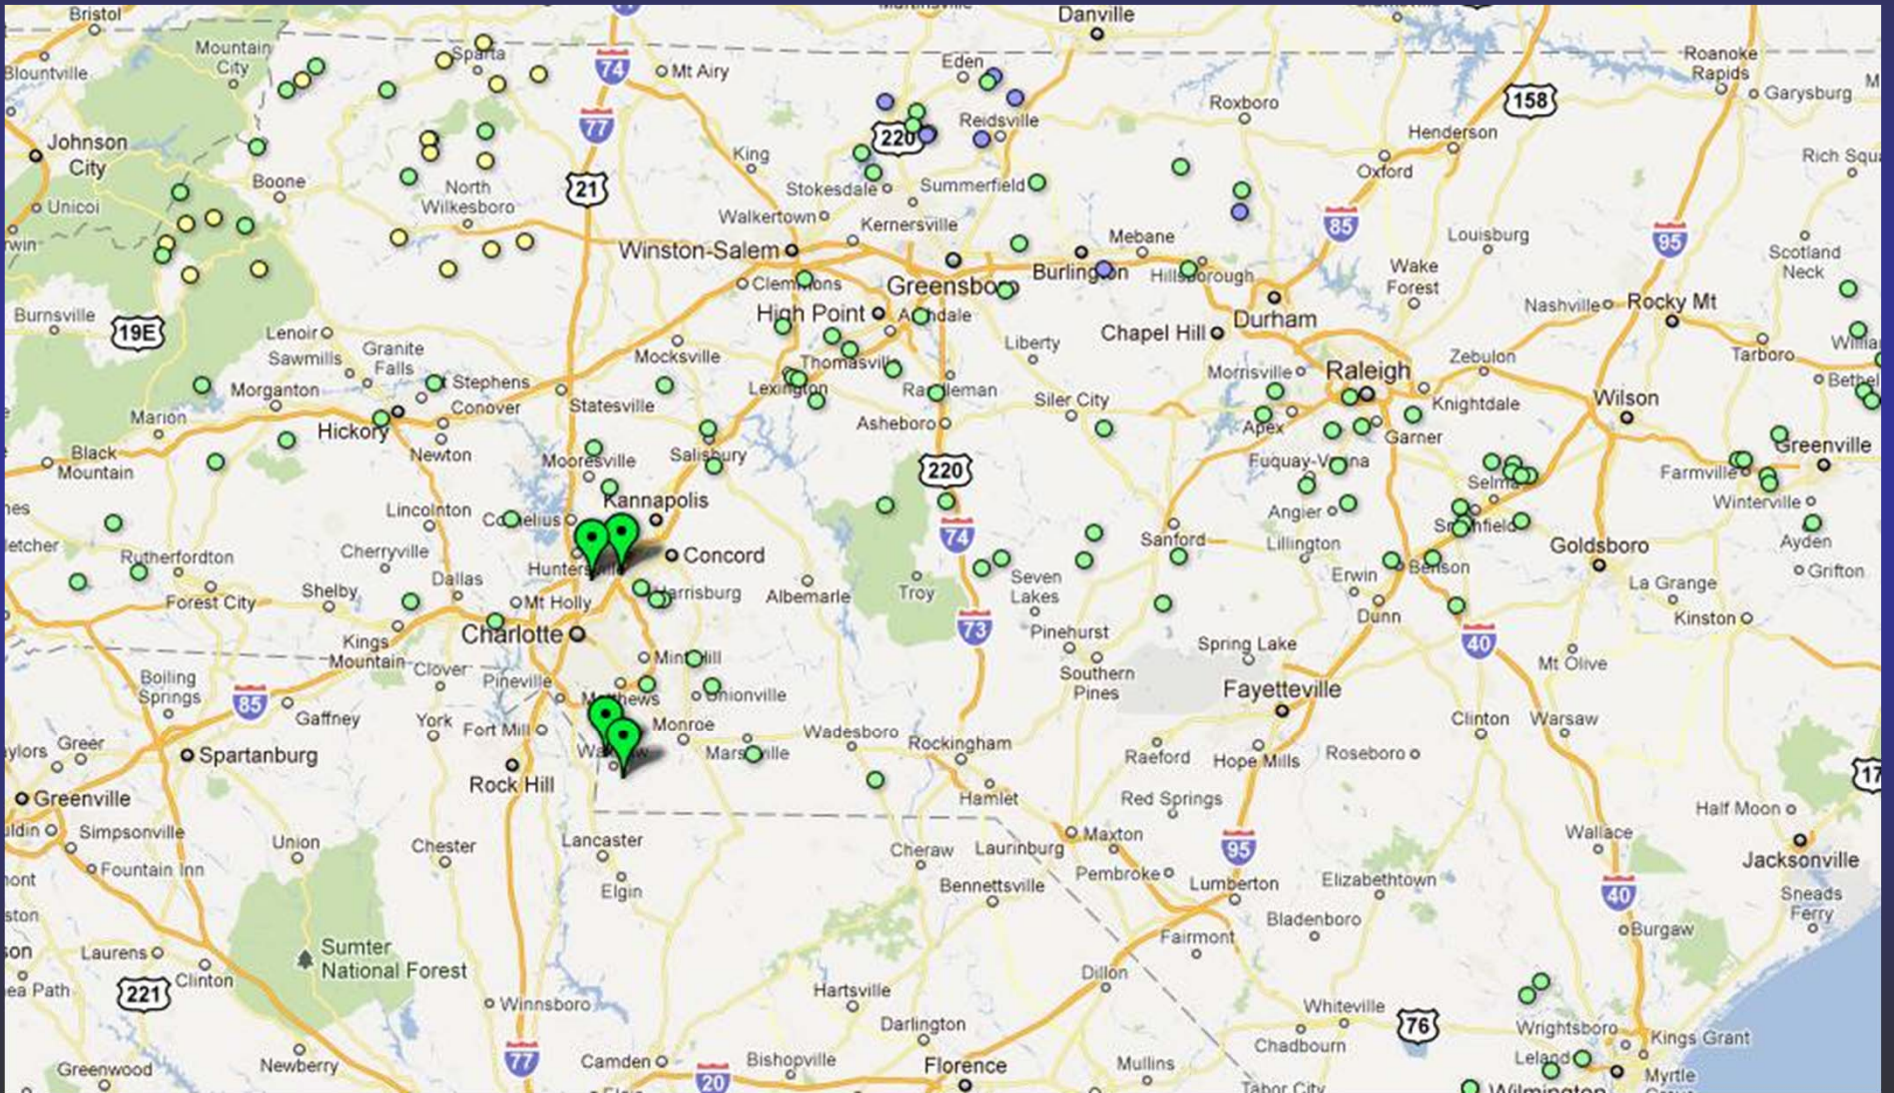 Bristol
Danville
Mountain
City
Sparta
74
Mt Airy
Eden
Roanoke
Rapids
Blountville
Garysburg
158
Roxboro
77
Reidsville
220
Henderson
Johnson
City
King
Oxford
Boone
North
Wilkesboro
21
Stokesdale
Summerfield
Unicoi
Walkertown
Kernersville
85
Mebane
Louisburg
95
Scotland
Neck
Winston-Salem
Burlington
Hillsborough
Wake
Forest
Clemmons
Greensboro
Nashville
Rocky Mt
Burnsville
19E
High Point
Archdale
Durham
Chapel Hill
Lenoir
Granite
Falls
Sawmills
Mocksville
Thomasville
Liberty
Zebulon
Tarboro
Morrisville
Raleigh
Bethel
Morganton
St Stephens
Lexington
Randleman
Conover
Statesville
Siler City
Knightdale
Wilson
Marion
Hickory
Asheboro
Apex
Garner
Greenville
Black
Mountain
Newton
Mooresville
Salisbury
220
Fuquay-Varina
Farmville
Selma
Kannapolis
Winterville
Lincolnton
Cornelius
Angier
Smithfield
74
Sanford
Ayden
Rutherfordton
Cherryville
Concord
Lillington
Goldsboro
Huntersville
Benson
Grifton
Dallas
Seven
Lakes
Erwin
La Grange
Forest City
Shelby
Mt Holly
Harrisburg
Albemarle
Troy
Dunn
Kinston
73
Charlotte
Pinehurst
Spring Lake
40
Kings
Mountain
Mint Hill
Mt Olive
Boiling
Springs
Clover
Pineville
Southern
Pines
Fayetteville
Matthews
Unionville
85
Gaffney
York
Fort Mill
Monroe
Wadesboro
Clinton
Warsaw
Greer
Spartanburg
Waxhaw
Marshville
Rockingham
Raeford
Hope Mills
Roseboro
17
Rock Hill
Greenville
Hamlet
Red Springs
Half Moon
Simpsonville
Union
Chester
Lancaster
Cheraw
Laurinburg
Maxton
95
Wallace
Jacksonville
Fountain Inn
Elgin
Bennettsville
Pembroke
Lumberton
Elizabethtown
40
Sneads
Ferry
Bladenboro
Burgaw
Fairmont
Laurens
Sumter
National Forest
Clinton
Dillon
221
Winnsboro
Hartsville
Whiteville
76
Darlington
Chadbourn
Wrightsboro
Kings Grant
Newberry
77
Camden
Bishopville
Florence
Mullins
Leland
Greenwood
20
Myrtle
Tabor City
Wilmington